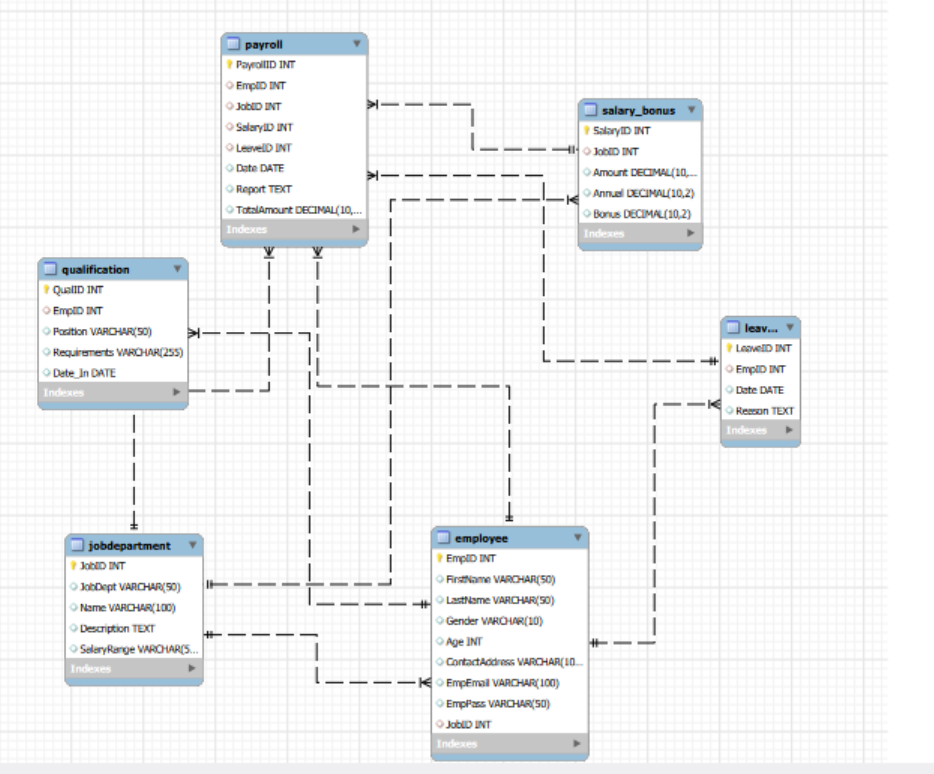 payroll
PayrollID INT
EmpID INT
JobID INT
SalaryID INT
LeaveID INT
Date DATE
Report TEXT
TotalAmount DECIMAL(10,...
Indexes
salary_bonus
SalaryID INT
JobID INT
Amount DECIMAL(10,...
Annual DECIMAL(10,2)
Bonus DECIMAL(10,2)
Indexes
qualification
QualID INT
EmpID INT
Position VARCHAR(50)
Requirements VARCHAR(255)
Date_In DATE
Indexes
leav...
LeaveID INT
EmpID INT
Date DATE
Reason TEXT
Indexes
jobdepartment
JobID INT
JobDept VARCHAR(50)
Name VARCHAR(100)
Description TEXT
SalaryRange VARCHAR(5...
Indexes
employee
EmpID INT
FirstName VARCHAR(50)
LastName VARCHAR(50)
Gender VARCHAR(10)
Age INT
ContactAddress VARCHAR(10...
EmpEmail VARCHAR(100)
EmpPass VARCHAR(50)
JobID INT
Indexes